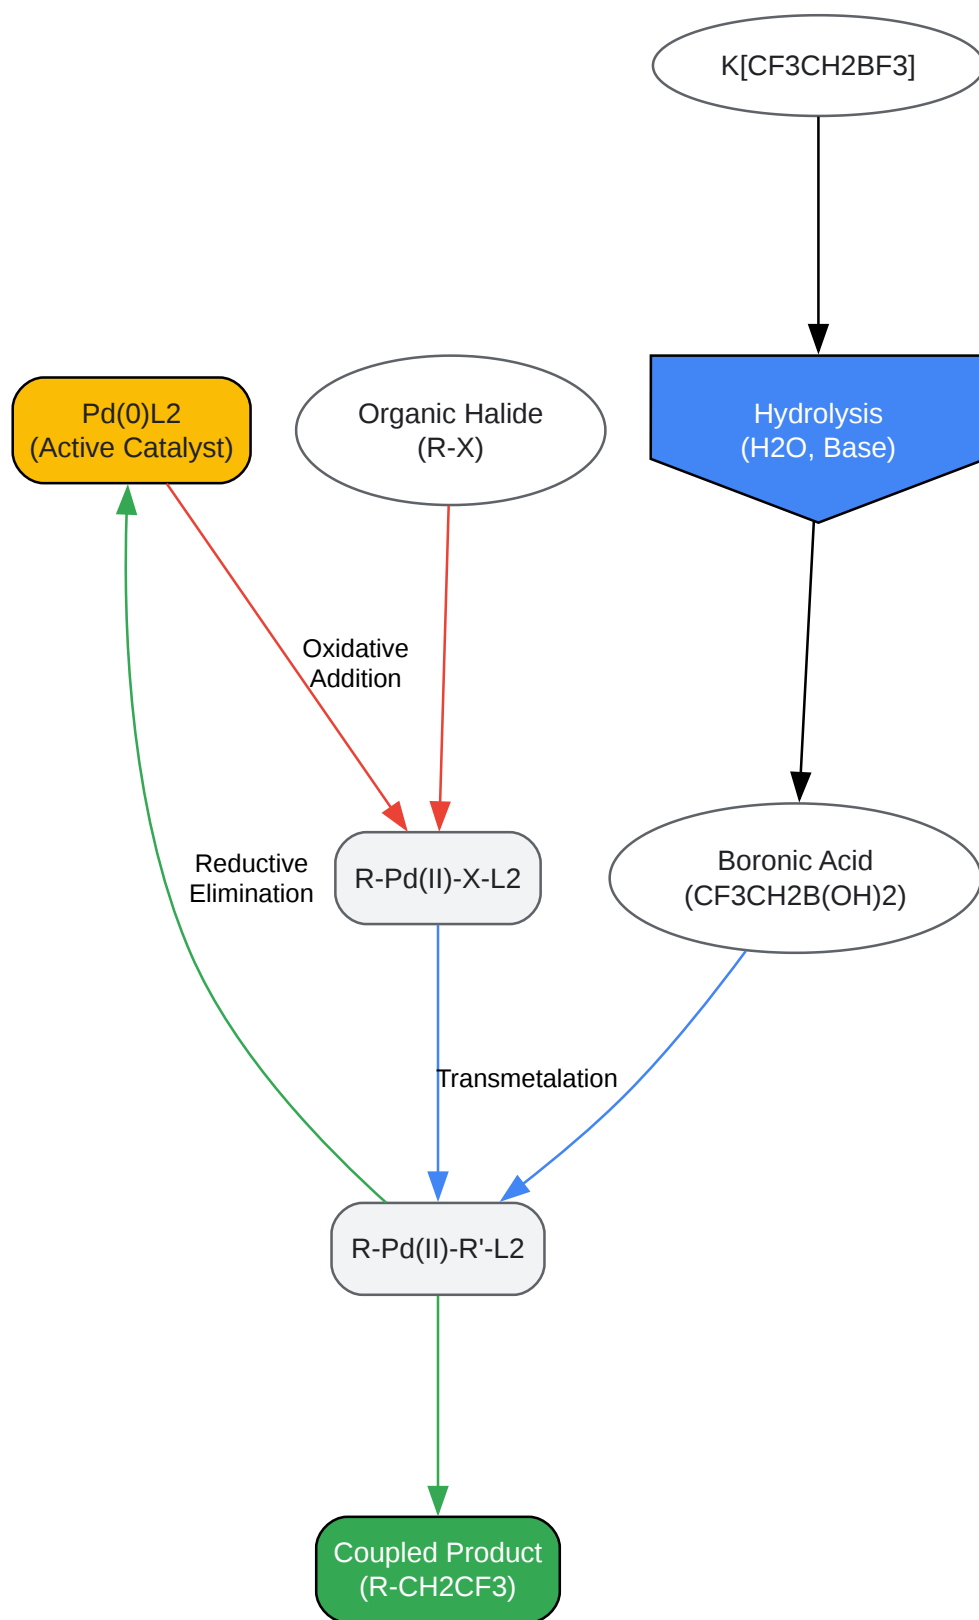 K[CF3CH2BF3]
Pd(0)L2
(Active Catalyst)
Organic Halide
(R-X)
Hydrolysis
(H2O, Base)
Oxidative
Addition
Reductive
Elimination
R-Pd(II)-X-L2
Boronic Acid
(CF3CH2B(OH)2)
Transmetalation
R-Pd(II)-R'-L2
Coupled Product
(R-CH2CF3)